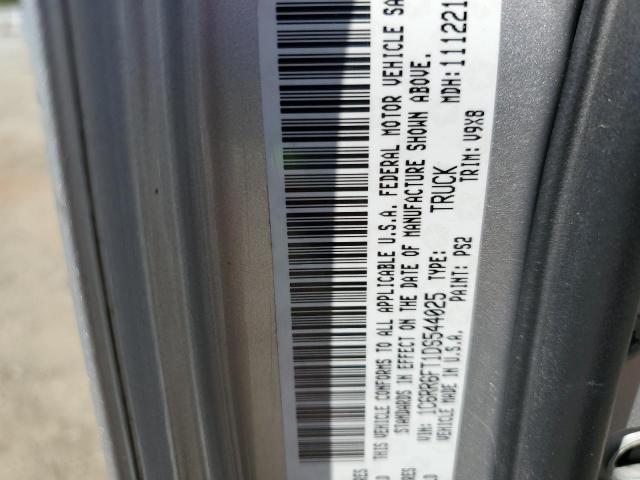 THIS VEHICLE CONFORMS TO ALL APPLICABLE U.S.A. FEDERAL MOTOR VEHICLE SA
STANDARDS IN EFFECT ON THE DATE OF MANUFACTURE SHOWN ABOVE.
VIN: 1C6RR6FT1DS544025 TYPE: TRUCK MDH: 111221
VEHICLE MADE IN U.S.A. PAINT: PS2 TRIM: V9X8